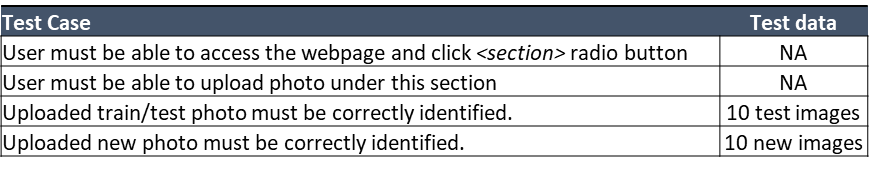 Test Case Test data
User must be able to access the webpage and click <section> radio button NA
User must be able to upload photo under this section NA
Uploaded train/test photo must be correctly identified. 10 test images
Uploaded new photo must be correctly identified. 10 new images